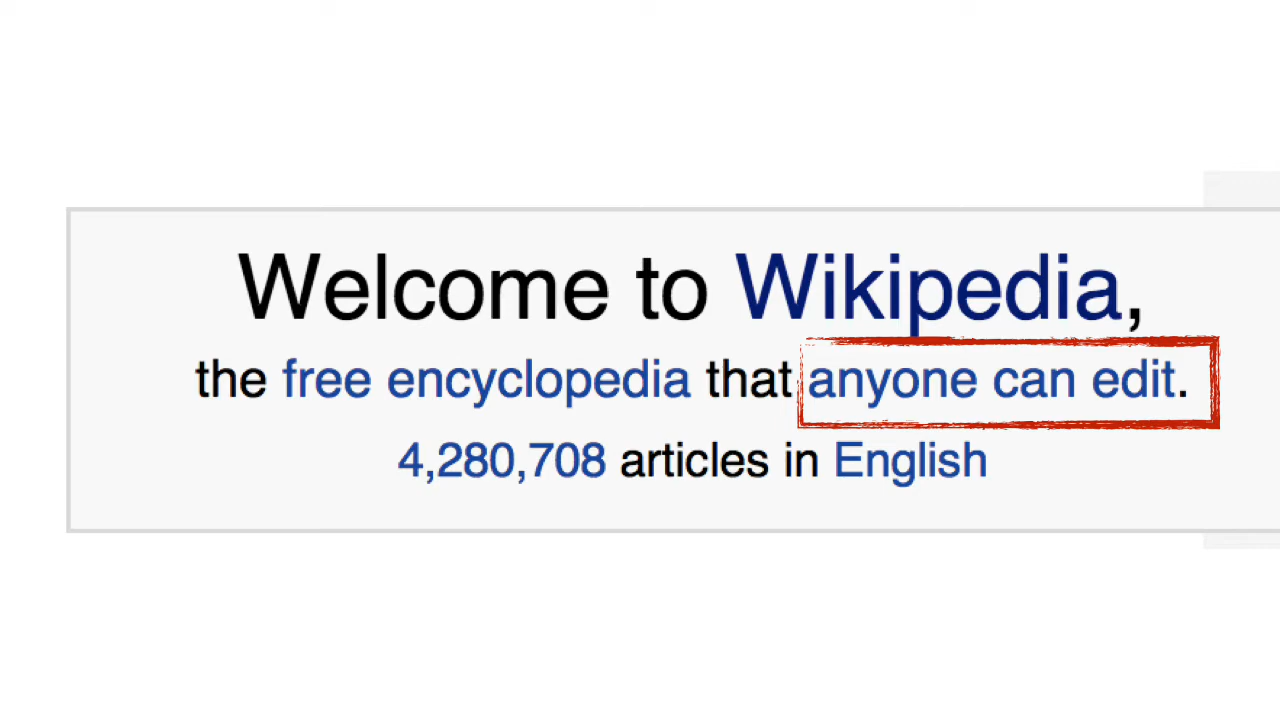 Welcome to Wikipedia,
the free encyclopedia that anyone can edit.
4,280,708 articles in English